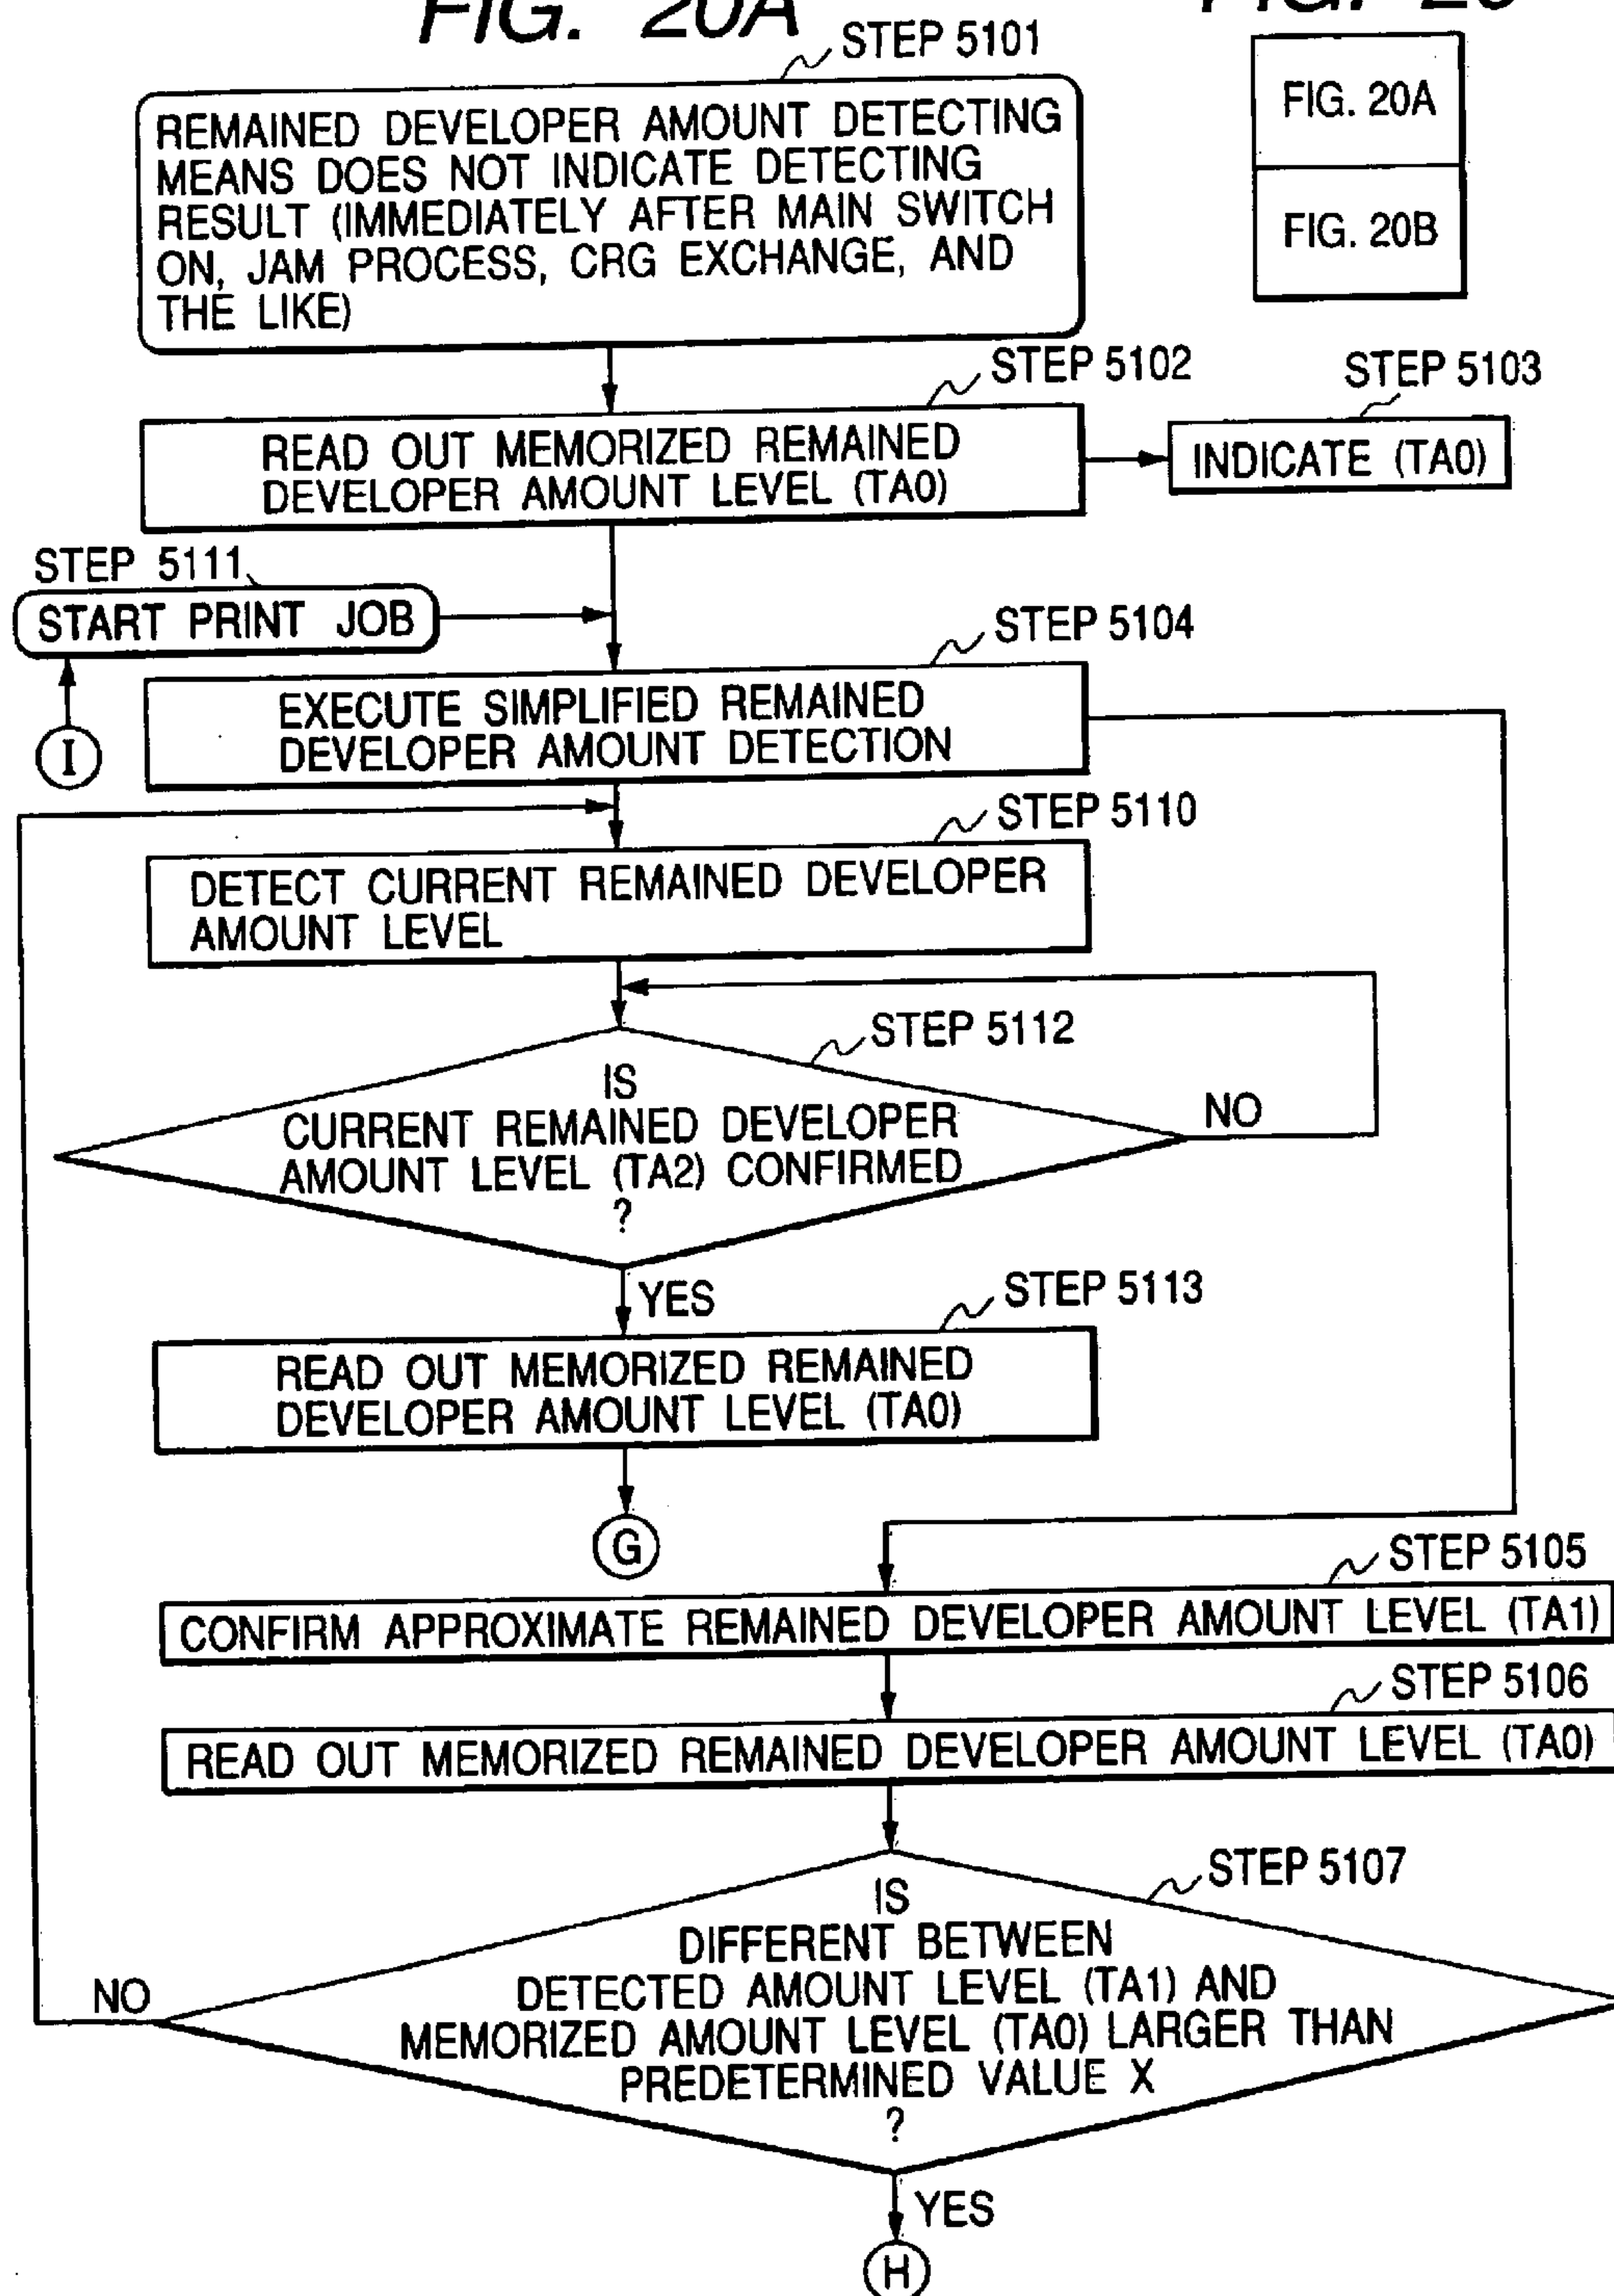 FIG. 20A
FIG. 20
STEP 5101
FIG. 20A
FIG. 20B
REMAINED DEVELOPER AMOUNT DETECTING
MEANS DOES NOT INDICATE DETECTING
RESULT (IMMEDIATELY AFTER MAIN SWITCH
ON, JAM PROCESS, CRG EXCHANGE, AND
THE LIKE)
STEP 5102
STEP 5103
READ OUT MEMORIZED REMAINED
DEVELOPER AMOUNT LEVEL (TA0)
INDICATE (TA0)
STEP 5111
START PRINT JOB
STEP 5104
EXECUTE SIMPLIFIED REMAINED
DEVELOPER AMOUNT DETECTION
I
STEP 5110
DETECT CURRENT REMAINED DEVELOPER
AMOUNT LEVEL
STEP 5112
IS
CURRENT REMAINED DEVELOPER
AMOUNT LEVEL (TA2) CONFIRMED
?
NO
YES
STEP 5113
READ OUT MEMORIZED REMAINED
DEVELOPER AMOUNT LEVEL (TA0)
G
STEP 5105
CONFIRM APPROXIMATE REMAINED DEVELOPER AMOUNT LEVEL (TA1)
STEP 5106
READ OUT MEMORIZED REMAINED DEVELOPER AMOUNT LEVEL (TA0)
STEP 5107
IS
DIFFERENT BETWEEN
DETECTED AMOUNT LEVEL (TA1) AND
MEMORIZED AMOUNT LEVEL (TA0) LARGER THAN
PREDETERMINED VALUE X
?
NO
YES
H